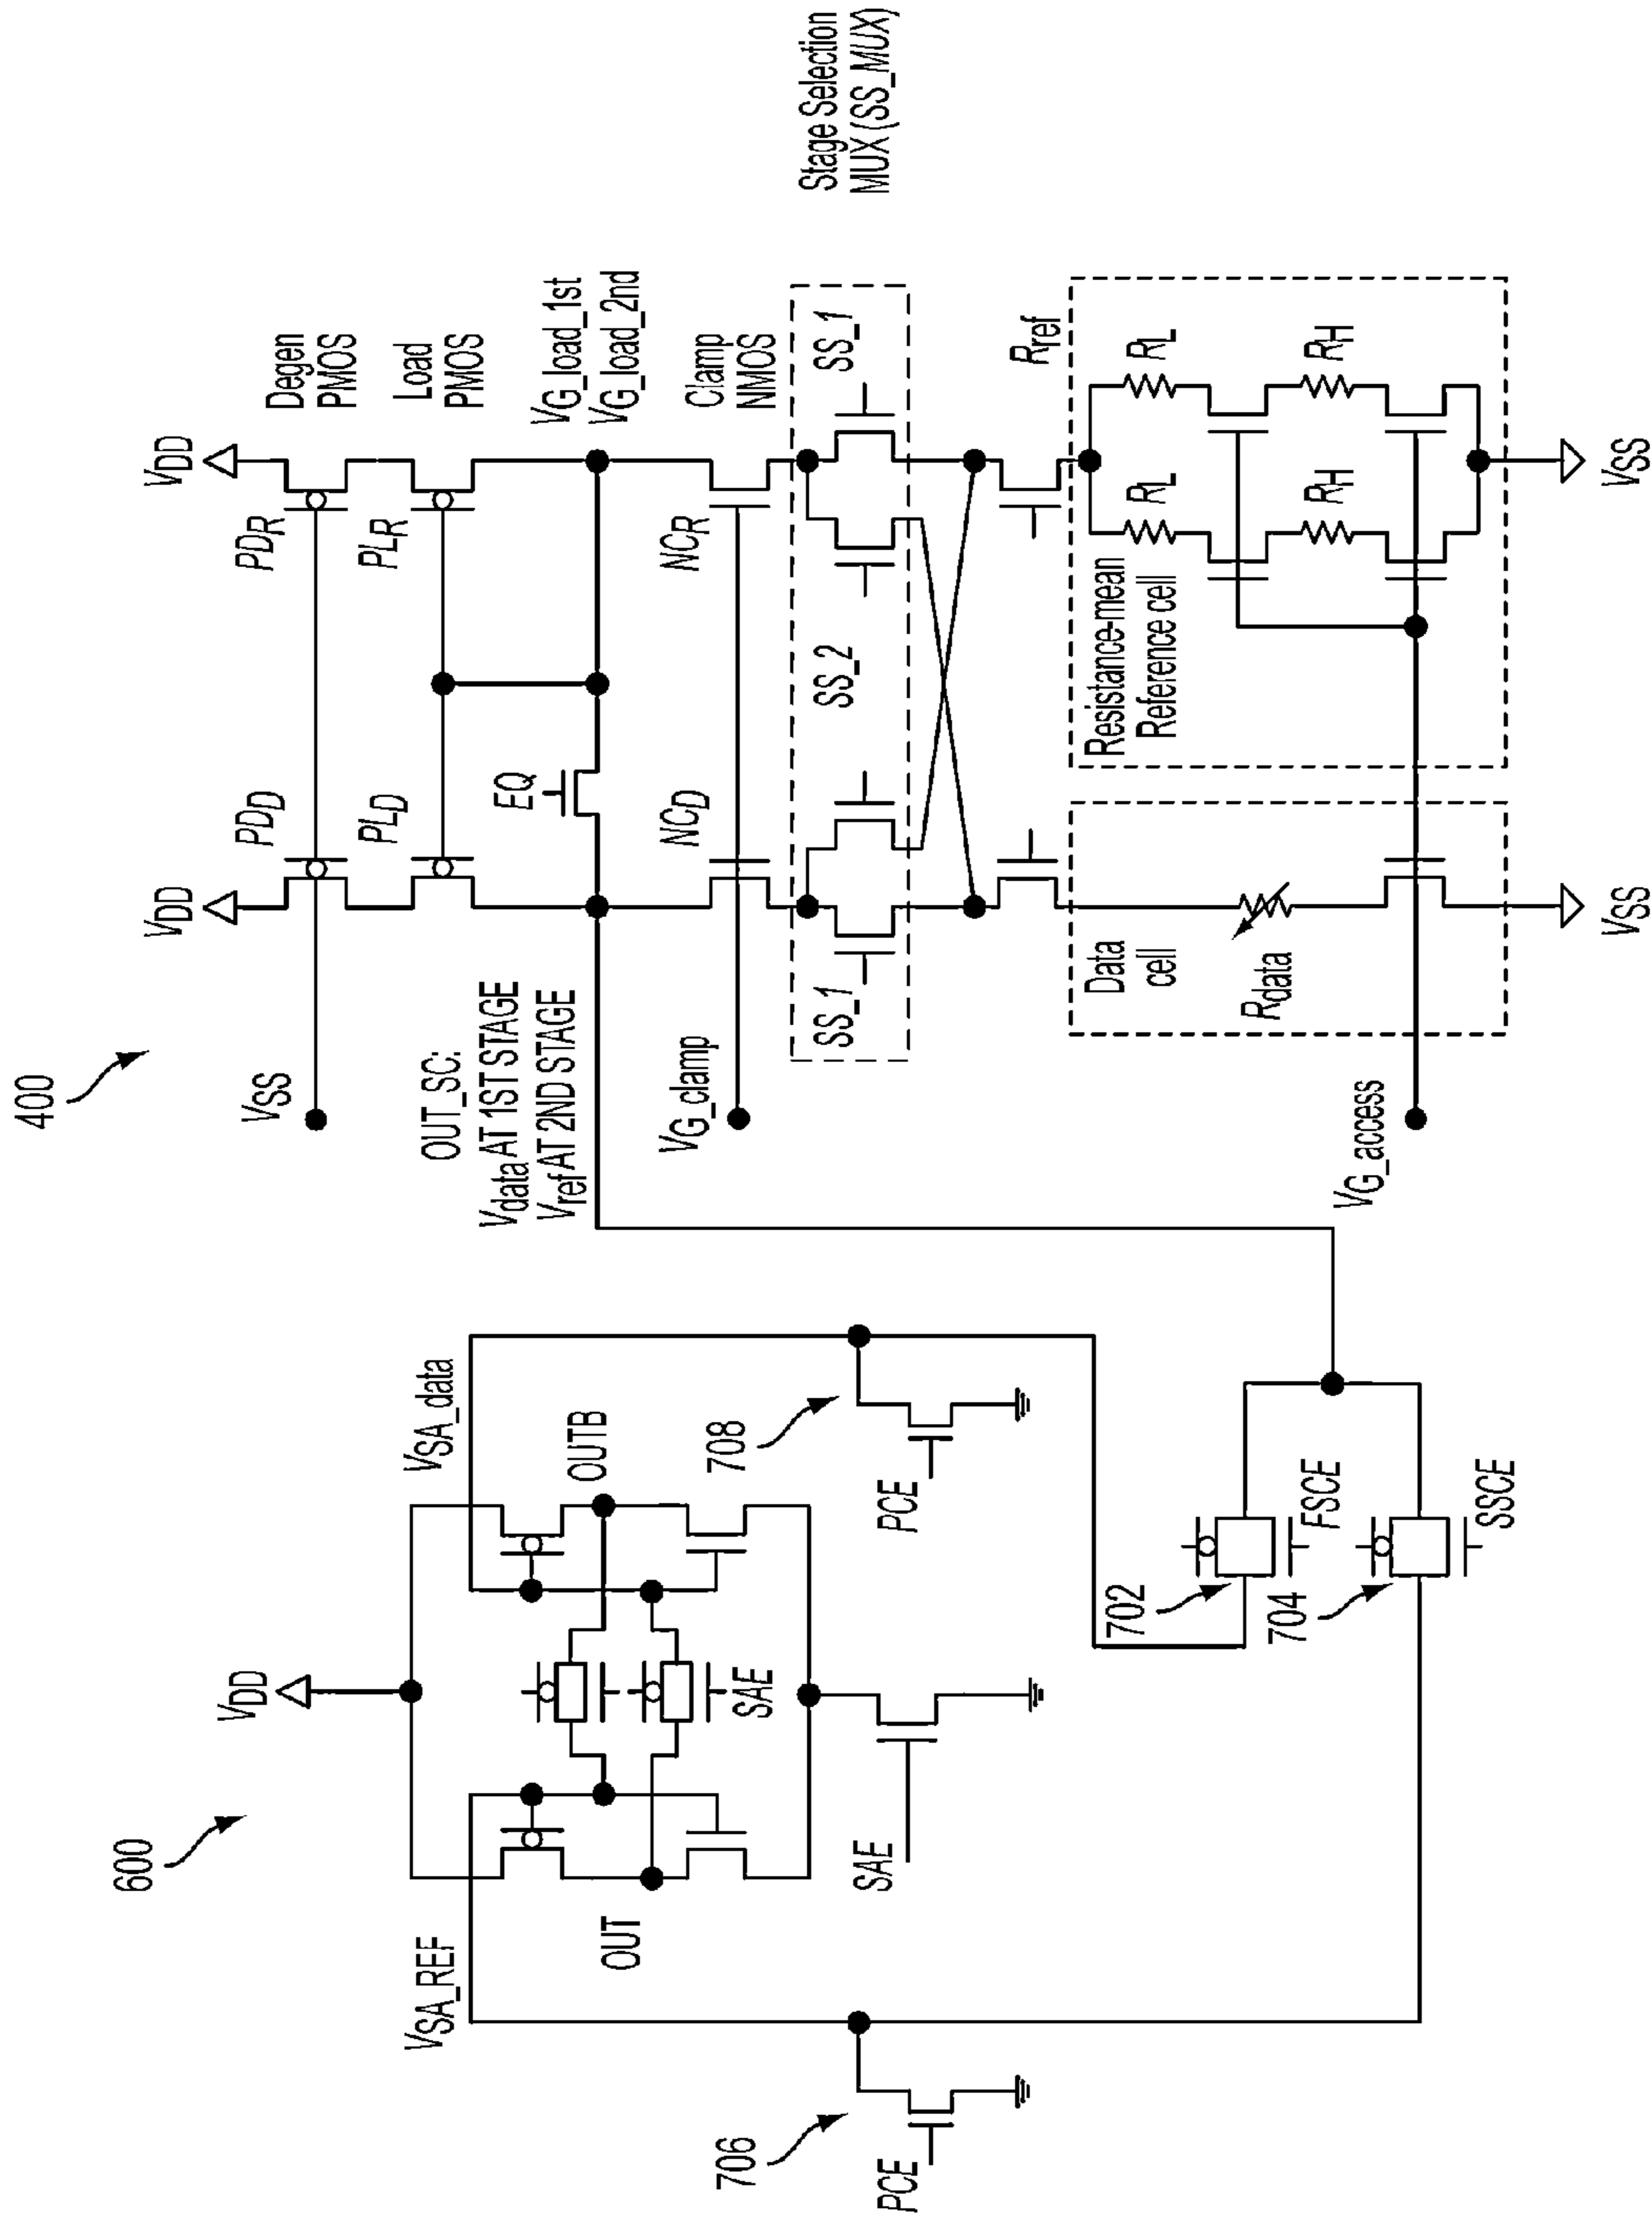 400
600
VDD
VDD
VDD
Degen
PMOS
PDD
PDR
VSS
Load
PMOS
PLD
PLR
OUT_SC:
Vdata AT 1ST STAGE
Vref AT 2ND STAGE
EQ
VG_load_1st
VG_load_2nd
VG_clamp
NCD
NCR
Clamp
NMOS
SS_1
SS_2
SS_1
Stage Selection
MUX (SS_MUX)
Rref
Data
cell
Rdata
Resistance-mean
Reference cell
RL
RL
RH
RH
VG_access
VSS
VSS
VSA_REF
VSA_data
OUT
OUTB
SAE
SAE
706
PCE
708
PCE
702
FSCE
704
SSCE